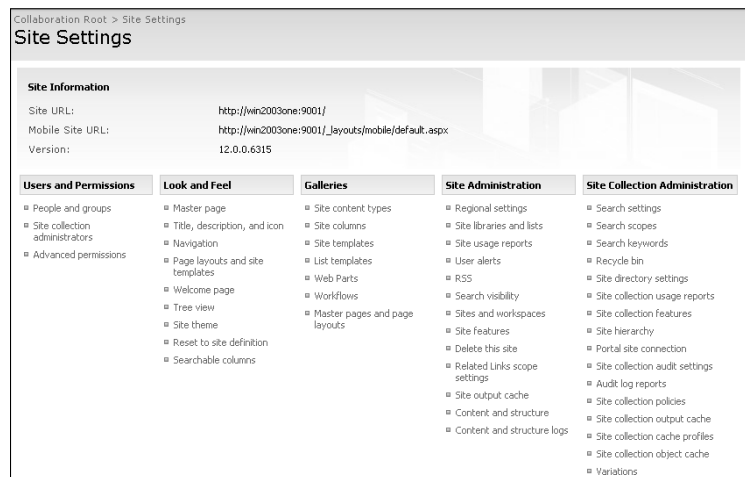 Collaboration Root > Site Settings
Site Settings
Site Information
Site URL: http://win2003one:9001/
Mobile Site URL: http://win2003one:9001/_layouts/mobile/default.aspx
Version: 12.0.0.6315
Users and Permissions
People and groups
Site collection
administrators
Advanced permissions
Look and Feel
Master page
Title, description, and icon
Navigation
Page layouts and site
templates
Welcome page
Tree view
Site theme
Reset to site definition
Searchable columns
Galleries
Site content types
Site columns
Site templates
List templates
Web Parts
Workflows
Master pages and page
layouts
Site Administration
Regional settings
Site libraries and lists
Site usage reports
User alerts
RSS
Search visibility
Sites and workspaces
Site features
Delete this site
Related Links scope
settings
Site output cache
Content and structure
Content and structure logs
Site Collection Administration
Search settings
Search scopes
Search keywords
Recycle bin
Site directory settings
Site collection usage reports
Site collection features
Site hierarchy
Portal site connection
Site collection audit settings
Audit log reports
Site collection policies
Site collection output cache
Site collection cache profiles
Site collection object cache
Variations